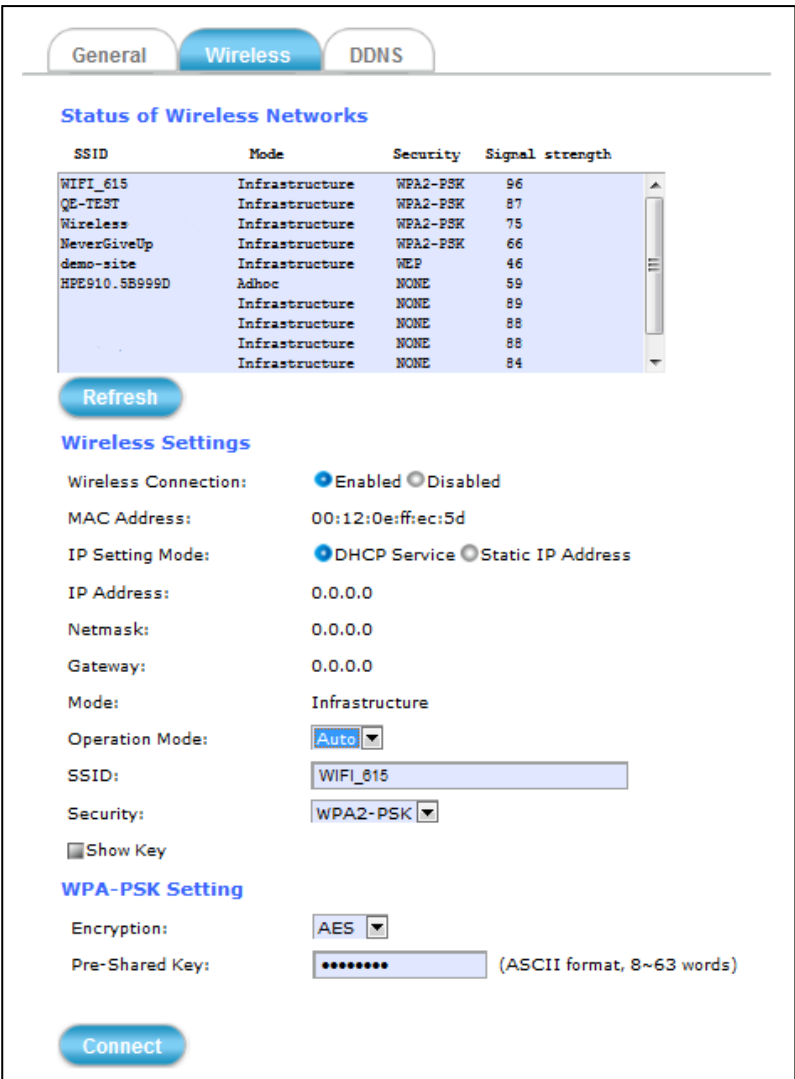 General Wireless DDNS
Status of Wireless Networks
SSID Mode Security Signal strength
WIFI_615 Infrastructure WPA2-PSK 96
QE-TEST Infrastructure WPA2-PSK 87
Wireless Infrastructure WPA2-PSK 75
NeverGiveUp Infrastructure WPA2-PSK 66
demo-site Infrastructure WEP 46
HPE910.5B999D Adhoc NONE 59
Infrastructure NONE 89
Infrastructure NONE 88
Infrastructure NONE 88
Infrastructure NONE 84
Refresh
Wireless Settings
Wireless Connection: Enabled Disabled
MAC Address: 00:12:0e:ff:ec:5d
IP Setting Mode: DHCP Service Static IP Address
IP Address: 0.0.0.0
Netmask: 0.0.0.0
Gateway: 0.0.0.0
Mode: Infrastructure
Operation Mode: Auto
SSID: WIFI_615
Security: WPA2-PSK
Show Key
WPA-PSK Setting
Encryption: AES
Pre-Shared Key: •••••••• (ASCII format, 8~63 words)
Connect